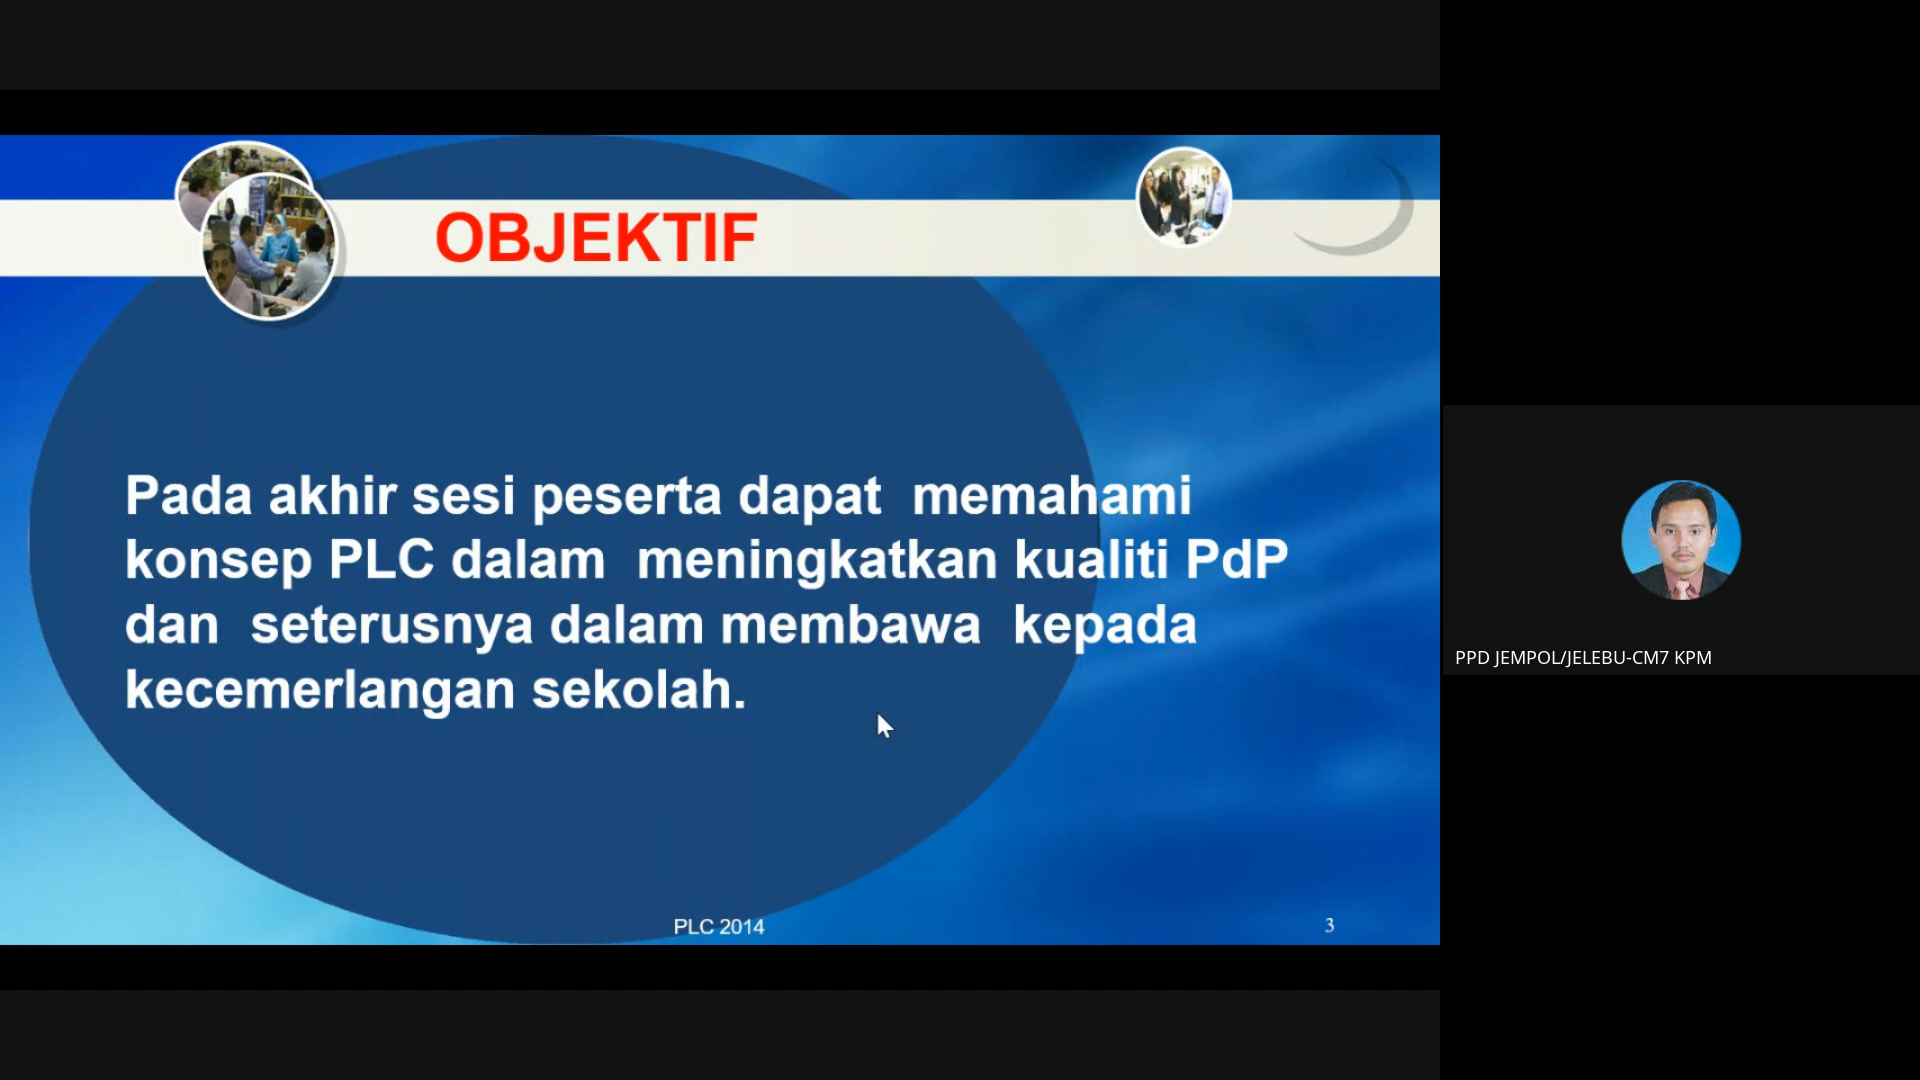 OBJEKTIF
Pada akhir sesi peserta dapat memahami
konsep PLC dalam meningkatkan kualiti PdP
dan seterusnya dalam membawa kepada
kecemerlangan sekolah.
PLC 2014
3
PPD JEMPOL/JELEBU-CM7 KPM